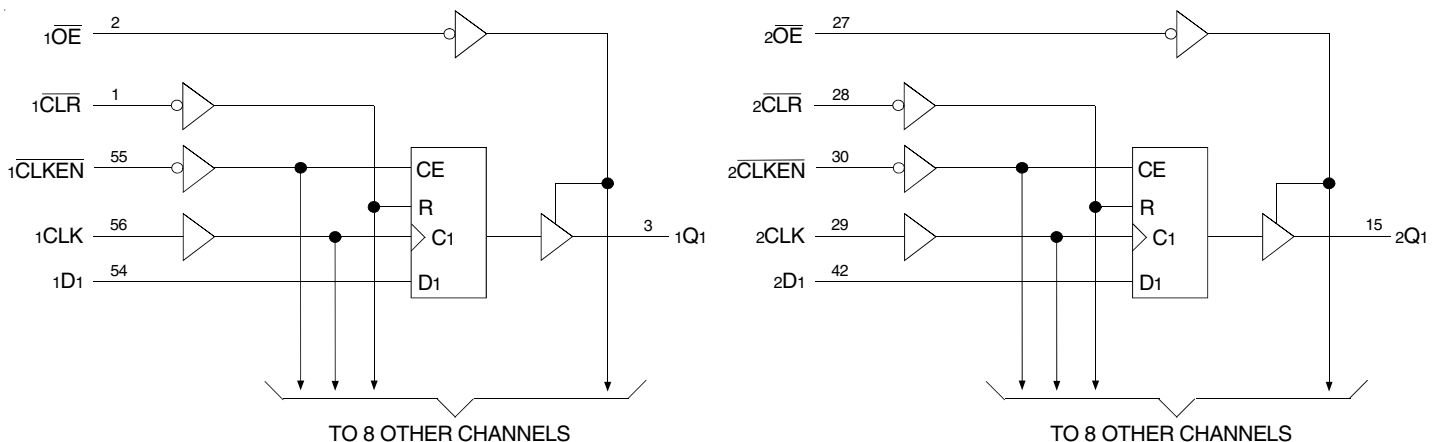 1OE 2
1CLR 1
1CLKEN 55
CE
R
1CLK 56
C1
3 1Q1
1D1 54
D1
TO 8 OTHER CHANNELS
2OE 27
2CLR 28
2CLKEN 30
CE
R
2CLK 29
C1
15 2Q1
2D1 42
D1
TO 8 OTHER CHANNELS